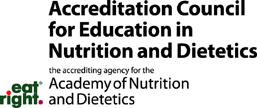 Accreditation Council
for Education in
Nutrition and Dietetics
the accrediting agency for the
eat
right.
Academy of Nutrition
and Dietetics